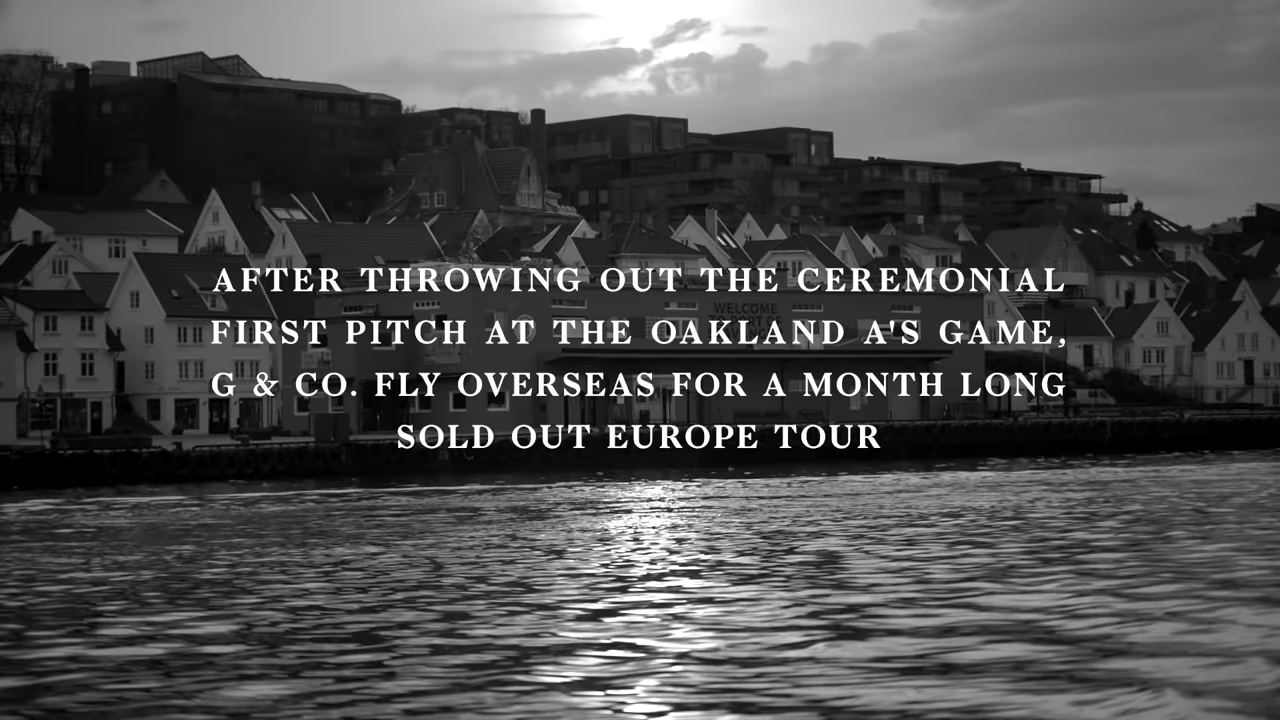 AFTER THROWING OUT THE CEREMONIAL
FIRST PITCH AT THE OAKLAND A'S GAME,
G & CO. FLY OVERSEAS FOR A MONTH LONG
SOLD OUT EUROPE TOUR
WELCOME